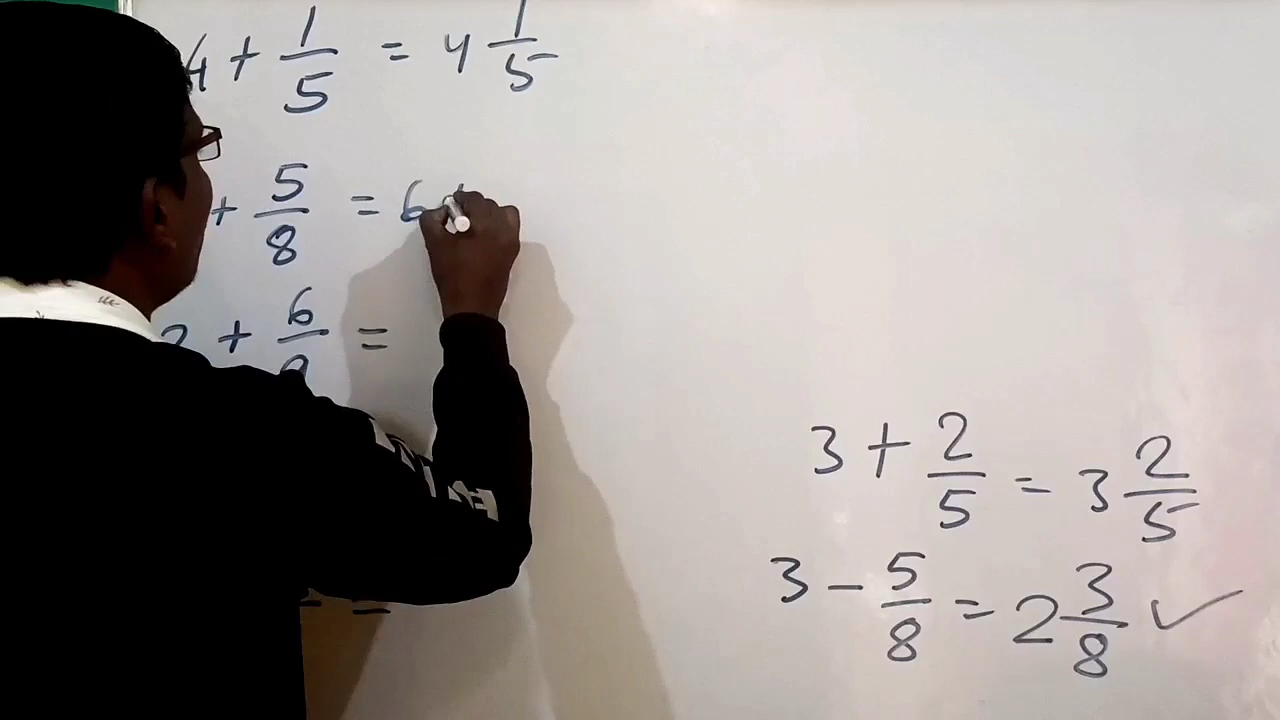 4 + 1/5 = 4 1/5
+ 5/8 = 6
+ 6/
=
3 + 2/5 = 3 2/5
3 - 5/8 = 2 3/8 ✓